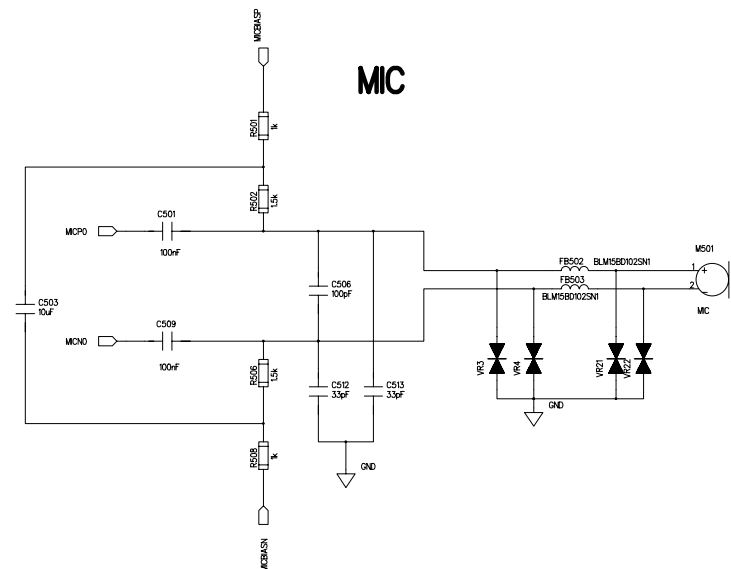 MICBIASP
MIC
R501
1k
R502
1.5k
C501
MICP0
100nF
M501
FB502 BLM15BD102SN1
1
+
FB503
2
–
BLM15BD102SN1
MIC
C506
100pF
C503
10uF
C509
MICN0
100nF
R506
1.5k
C512
33pF
C513
33pF
VR3
VR4
VR21
VR22
GND
R508
1k
GND
MICBIASN